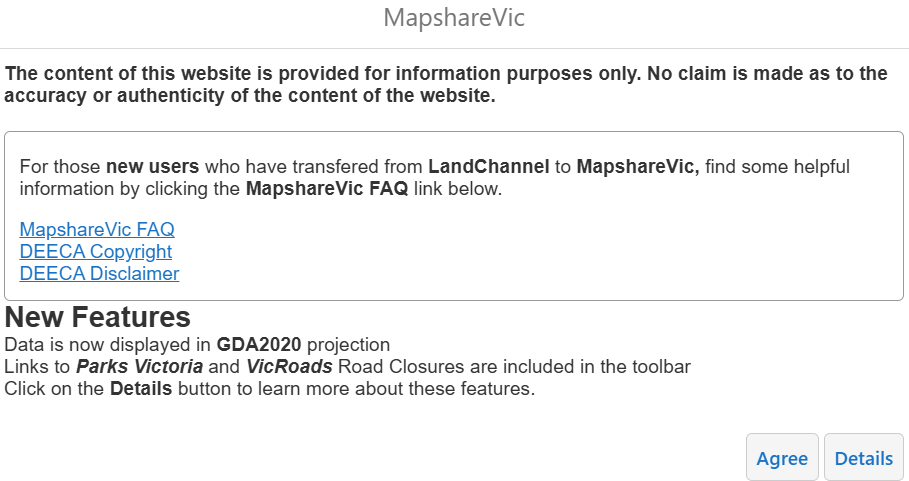 MapshareVic
The content of this website is provided for information purposes only. No claim is made as to the
accuracy or authenticity of the content of the website.
For those new users who have transfered from LandChannel to MapshareVic, find some helpful
information by clicking the MapshareVic FAQ link below.
MapshareVic FAQ
DEECA Copyright
DEECA Disclaimer
New Features
Data is now displayed in GDA2020 projection
Links to Parks Victoria and VicRoads Road Closures are included in the toolbar
Click on the Details button to learn more about these features.
Agree Details